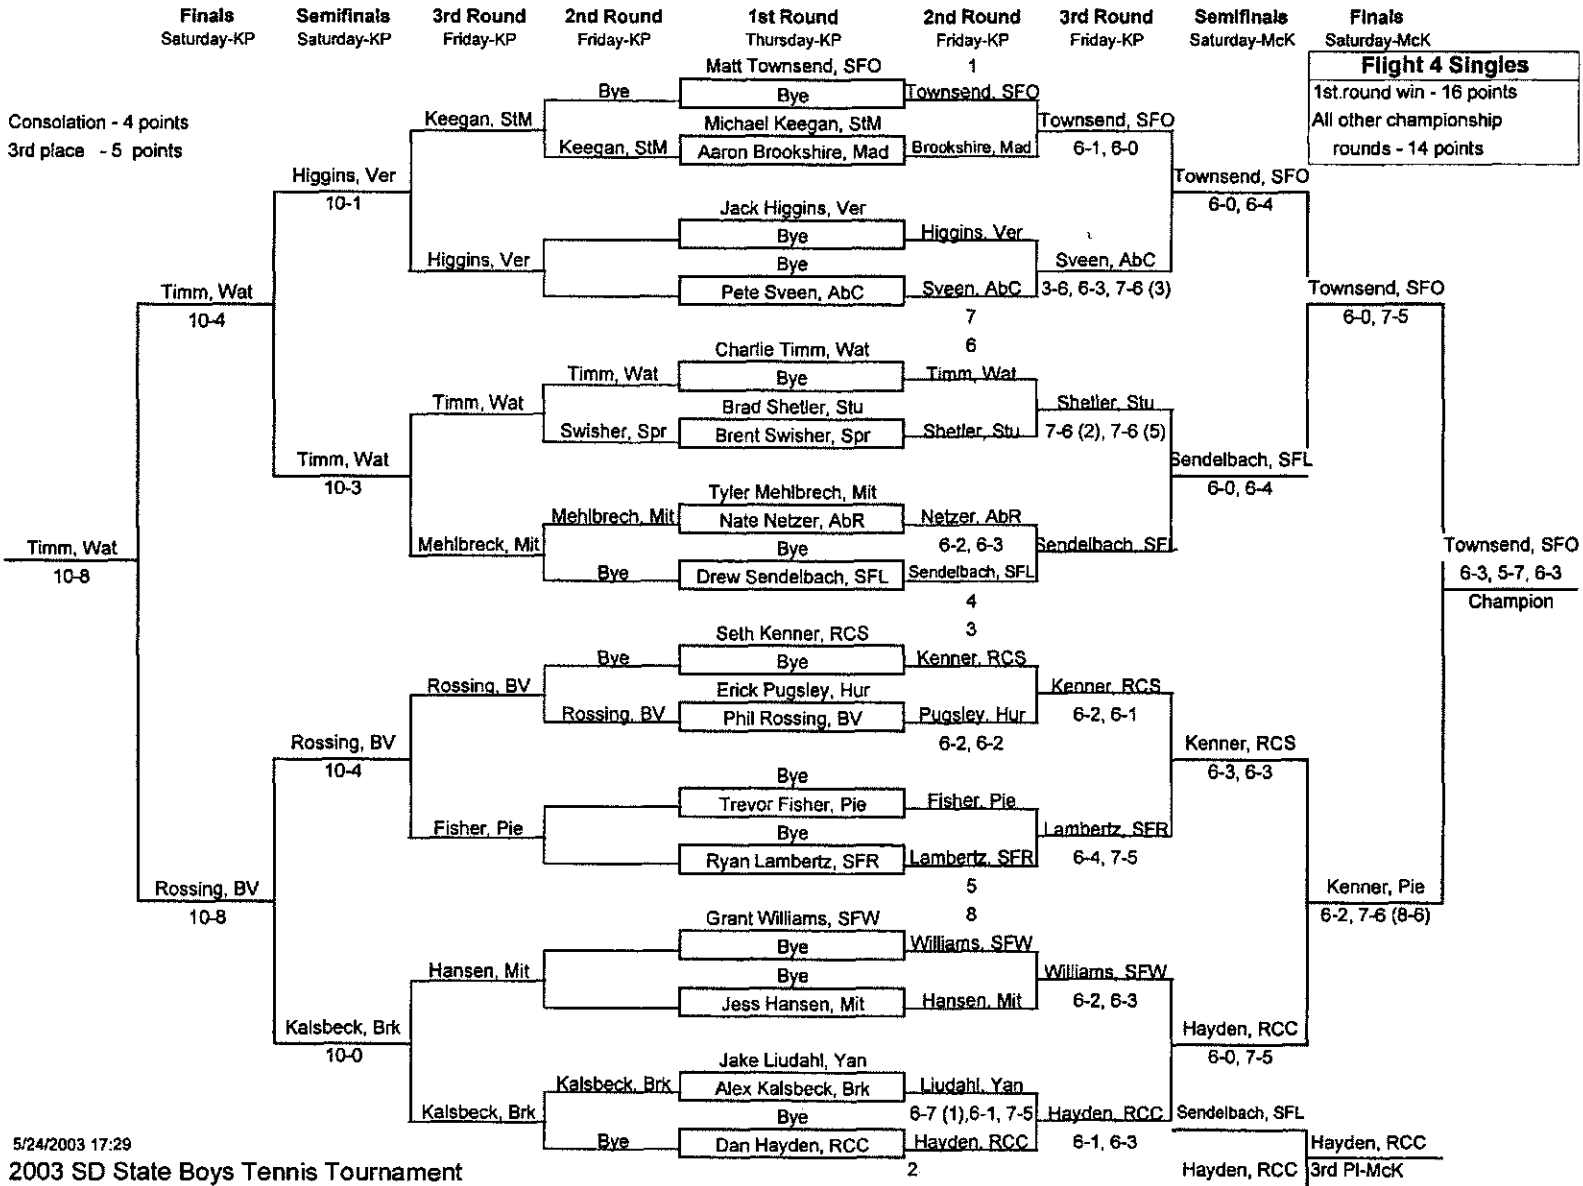 Finals Semifinals 3rd Round 2nd Round 1st Round 2nd Round 3rd Round Semifinals Finals
Saturday-KP Saturday-KP Friday-KP Friday-KP Thursday-KP Friday-KP Friday-KP Saturday-McK Saturday-McK
Flight 4 Singles
1st.round win - 16 points
All other championship
rounds - 14 points
Consolation - 4 points
3rd place - 5 points
Matt Townsend, SFO 1
Bye Bye Townsend, SFO
Keegan, StM Michael Keegan, StM Townsend, SFO
Keegan, StM Aaron Brookshire, Mad Brookshire, Mad 6-1, 6-0
Higgins, Ver Townsend, SFO
10-1 Jack Higgins, Ver 6-0, 6-4
Bye Higgins, Ver
Higgins, Ver Bye Sveen, AbC
Timm, Wat Pete Sveen, AbC Sveen, AbC 3-6, 6-3, 7-6 (3) Townsend, SFO
10-4 7 6-0, 7-5
Charlie Timm, Wat 6
Timm, Wat Bye Timm, Wat
Timm, Wat Brad Shetler, Stu Shetler, Stu
Swisher, Spr Brent Swisher, Spr Shetler, Stu 7-6 (2), 7-6 (5)
Timm, Wat Sendelbach, SFL
10-3 Tyler Mehlbrech, Mit 6-0, 6-4
Mehlbrech, Mit Nate Netzer, AbR Netzer, AbR
Timm, Wat Mehlbreck, Mit Bye 6-2, 6-3 Sendelbach, SFL Townsend, SFO
10-8 Bye Drew Sendelbach, SFL Sendelbach, SFL 6-3, 5-7, 6-3
4 Champion
Seth Kenner, RCS 3
Bye Bye Kenner, RCS
Rossing, BV Erick Pugsley, Hur Kenner, RCS
Rossing, BV Phil Rossing, BV Pugsley, Hur 6-2, 6-1
Rossing, BV 6-2, 6-2 Kenner, RCS
10-4 Bye 6-3, 6-3
Trevor Fisher, Pie Fisher, Pie
Fisher, Pie Bye Lambertz, SFR
Ryan Lambertz, SFR Lambertz, SFR 6-4, 7-5
Rossing, BV 5 Kenner, Pie
10-8 Grant Williams, SFW 8 6-2, 7-6 (8-6)
Bye Williams, SFW
Hansen, Mit Bye Williams, SFW
Jess Hansen, Mit Hansen, Mit 6-2, 6-3
Kalsbeck, Brk Hayden, RCC
10-0 Jake Liudahl, Yan 6-0, 7-5
Kalsbeck, Brk Alex Kalsbeck, Brk Liudahl, Yan
Kalsbeck, Brk Bye 6-7 (1),6-1, 7-5 Hayden, RCC Sendelbach, SFL
Bye Dan Hayden, RCC Hayden, RCC 6-1, 6-3 Hayden, RCC
2 Hayden, RCC 3rd Pl-McK
5/24/2003 17:29
2003 SD State Boys Tennis Tournament